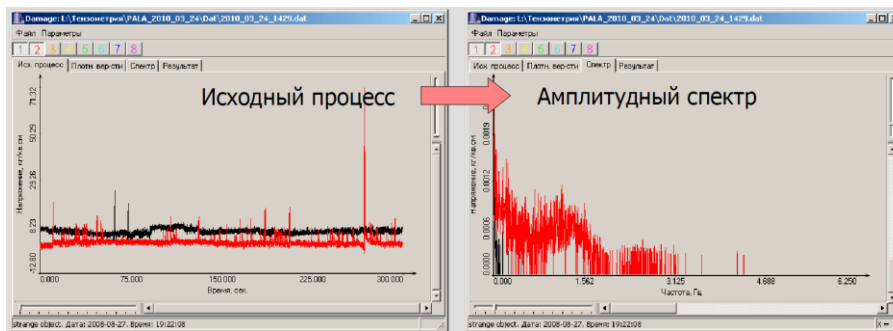 Damage: L:\Тензометрия\PALA_2010_03_24\Dat\2010_03_24_1429.dat
Файл Параметры
1 2 3 4 5 6 7 8
Исх. процесс Плотн. вер-сти Спектр Результат
Исходный процесс
Напряжение, кг/кв.см
71.32
50.29
29.26
8.23
-12.80
0.000 75.000 150.000 225.000 300.000
Время, сек.
strange object. Дата: 2008-08-27. Время: 19:22:08
Damage: L:\Тензометрия\PALA_2010_03_24\Dat\2010_03_24_1429.dat
Файл Параметры
1 2 3 4 5 6 7 8
Исх. процесс Плотн. вер-сти Спектр Результат
Амплитудный спектр
Напряжение, кг/кв.см
0.0019
0.0012
0.0006
0.0000
0.000 1.562 3.125 4.688 6.250
Частота, Гц
strange object. Дата: 2008-08-27. Время: 19:22:08